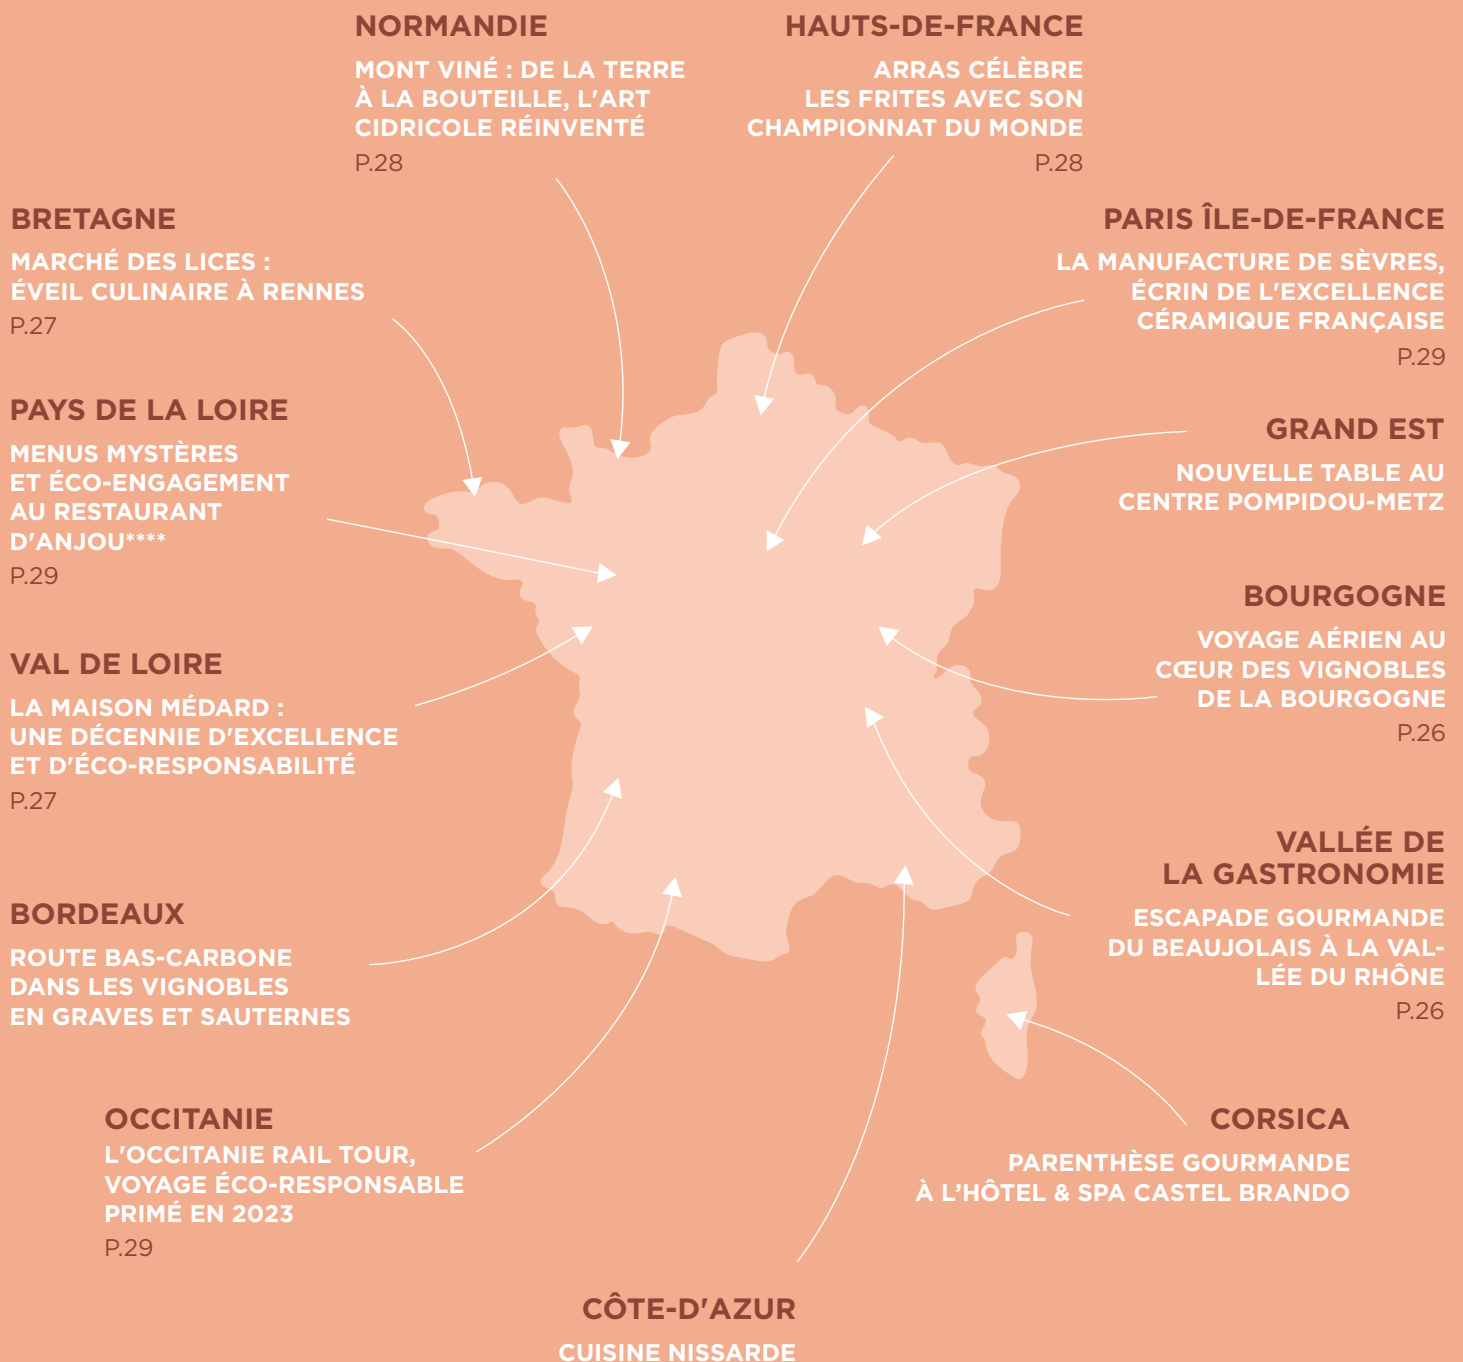 NORMANDIE
MONT VINÉ : DE LA TERRE
À LA BOUTEILLE, L'ART
CIDRICOLE RÉINVENTÉ
P.28
HAUTS-DE-FRANCE
ARRAS CÉLÈBRE
LES FRITES AVEC SON
CHAMPIONNAT DU MONDE
P.28
BRETAGNE
MARCHÉ DES LICES :
ÉVEIL CULINAIRE À RENNES
P.27
PARIS ÎLE-DE-FRANCE
LA MANUFACTURE DE SÈVRES,
ÉCRIN DE L'EXCELLENCE
CÉRAMIQUE FRANÇAISE
P.29
PAYS DE LA LOIRE
MENUS MYSTÈRES
ET ÉCO-ENGAGEMENT
AU RESTAURANT
D'ANJOU****
P.29
GRAND EST
NOUVELLE TABLE AU
CENTRE POMPIDOU-METZ
BOURGOGNE
VOYAGE AÉRIEN AU
CŒUR DES VIGNOBLES
DE LA BOURGOGNE
P.26
VAL DE LOIRE
LA MAISON MÉDARD :
UNE DÉCENNIE D'EXCELLENCE
ET D'ÉCO-RESPONSABILITÉ
P.27
VALLÉE DE
LA GASTRONOMIE
ESCAPADE GOURMANDE
DU BEAUJOLAIS À LA VAL-
LÉE DU RHÔNE
P.26
BORDEAUX
ROUTE BAS-CARBONE
DANS LES VIGNOBLES
EN GRAVES ET SAUTERNES
OCCITANIE
L'OCCITANIE RAIL TOUR,
VOYAGE ÉCO-RESPONSABLE
PRIMÉ EN 2023
P.29
CORSICA
PARENTHÈSE GOURMANDE
À L’HÔTEL & SPA CASTEL BRANDO
CÔTE-D'AZUR
CUISINE NISSARDE